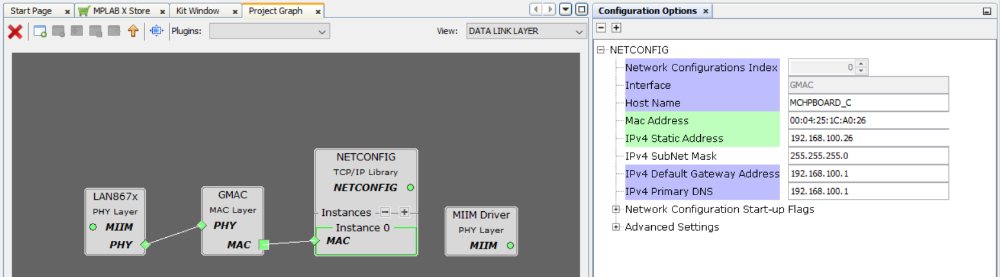 Start Page
MPLAB X Store
Kit Window
Project Graph
Plugins:
View: DATA LINK LAYER
LAN867x
PHY Layer
MIIM
PHY
GMAC
MAC Layer
PHY
MAC
NETCONFIG
TCP/IP Library
NETCONFIG
Instances
Instance 0
MAC
MIIM Driver
PHY Layer
MIIM
Configuration Options
NETCONFIG
Network Configurations Index 0
Interface GMAC
Host Name MCHPBOARD_C
Mac Address 00:04:25:1C:A0:26
IPv4 Static Address 192.168.100.26
IPv4 SubNet Mask 255.255.255.0
IPv4 Default Gateway Address 192.168.100.1
IPv4 Primary DNS 192.168.100.1
Network Configuration Start-up Flags
Advanced Settings